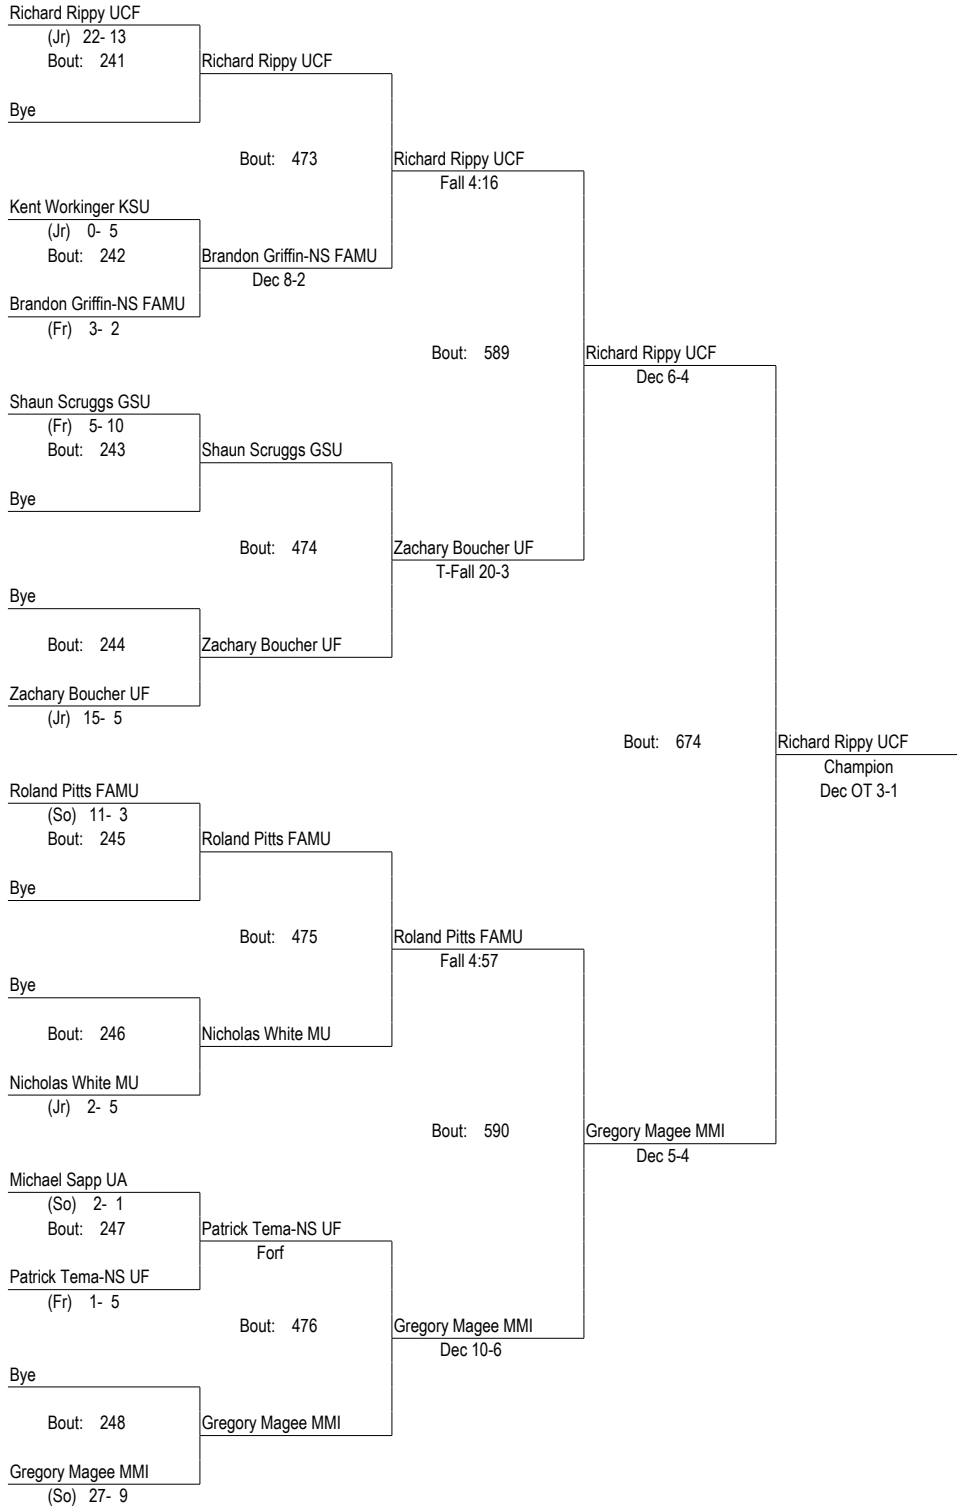 Richard Rippy UCF
(Jr) 22- 13
Bout: 241
Richard Rippy UCF
Bye
Bout: 473
Richard Rippy UCF
Fall 4:16
Kent Workinger KSU
(Jr) 0- 5
Bout: 242
Brandon Griffin-NS FAMU
Dec 8-2
Brandon Griffin-NS FAMU
(Fr) 3- 2
Bout: 589
Richard Rippy UCF
Dec 6-4
Shaun Scruggs GSU
(Fr) 5- 10
Bout: 243
Shaun Scruggs GSU
Bye
Bout: 474
Zachary Boucher UF
T-Fall 20-3
Bye
Bout: 244
Zachary Boucher UF
Zachary Boucher UF
(Jr) 15- 5
Bout: 674
Richard Rippy UCF
Champion
Dec OT 3-1
Roland Pitts FAMU
(So) 11- 3
Bout: 245
Roland Pitts FAMU
Bye
Bout: 475
Roland Pitts FAMU
Fall 4:57
Bye
Bout: 246
Nicholas White MU
Nicholas White MU
(Jr) 2- 5
Bout: 590
Gregory Magee MMI
Dec 5-4
Michael Sapp UA
(So) 2- 1
Bout: 247
Patrick Tema-NS UF
Forf
Patrick Tema-NS UF
(Fr) 1- 5
Bout: 476
Gregory Magee MMI
Dec 10-6
Bye
Bout: 248
Gregory Magee MMI
Gregory Magee MMI
(So) 27- 9